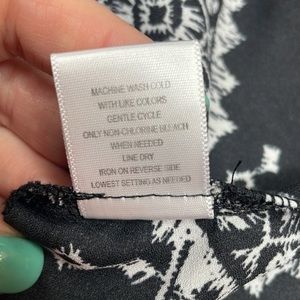 MACHINE WASH COLD
WITH LIKE COLORS
GENTLE CYCLE
ONLY NON-CHLORINE BLEACH
WHEN NEEDED
LINE DRY
IRON ON REVERSE SIDE
LOWEST SETTING AS NEEDED